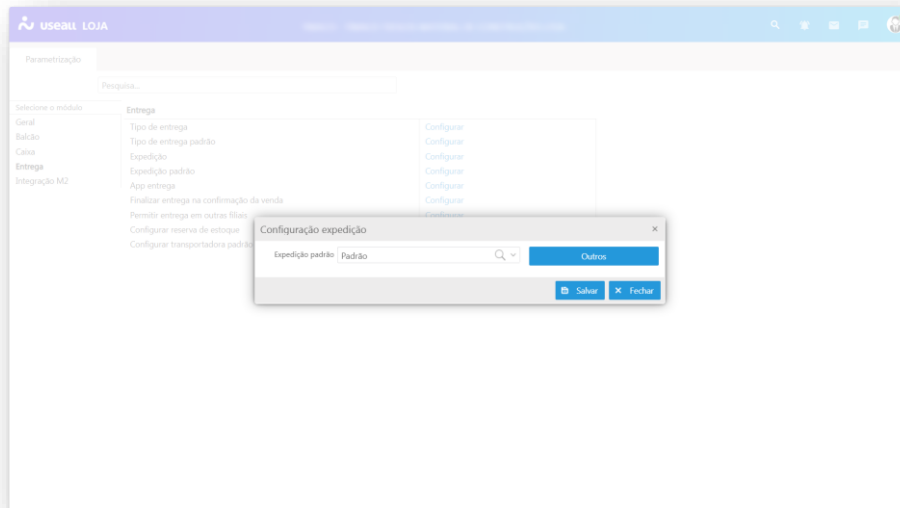 useall LOJA
Parametrização
Pesquisa...
Selecione o módulo
Geral
Balcão
Caixa
Entrega
Integração M2
Entrega
Tipo de entrega Configurar
Tipo de entrega padrão Configurar
Expedição Configurar
Expedição padrão Configurar
App entrega Configurar
Finalizar entrega na confirmação da venda Configurar
Permitir entrega em outras filiais Configurar
Configurar reserva de estoque
Configurar transportadora padrão
Configuração expedição
Expedição padrão Padrão Outros
Salvar Fechar